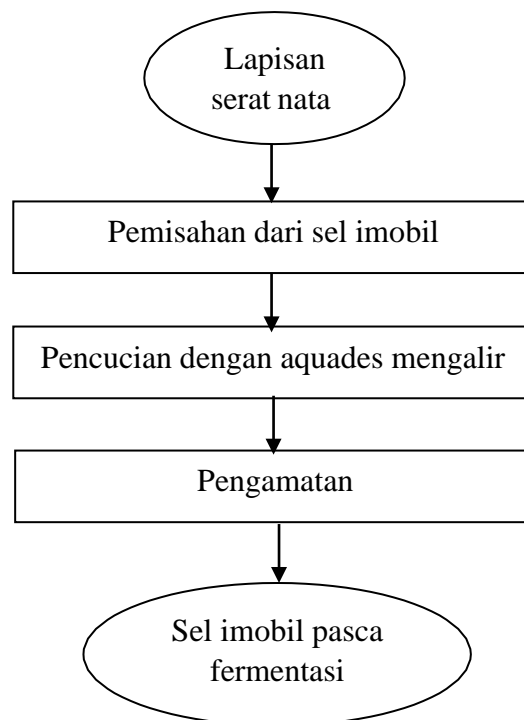 Lapisan
serat nata
Pemisahan dari sel imobil
Pencucian dengan aquades mengalir
Pengamatan
Sel imobil pasca
fermentasi